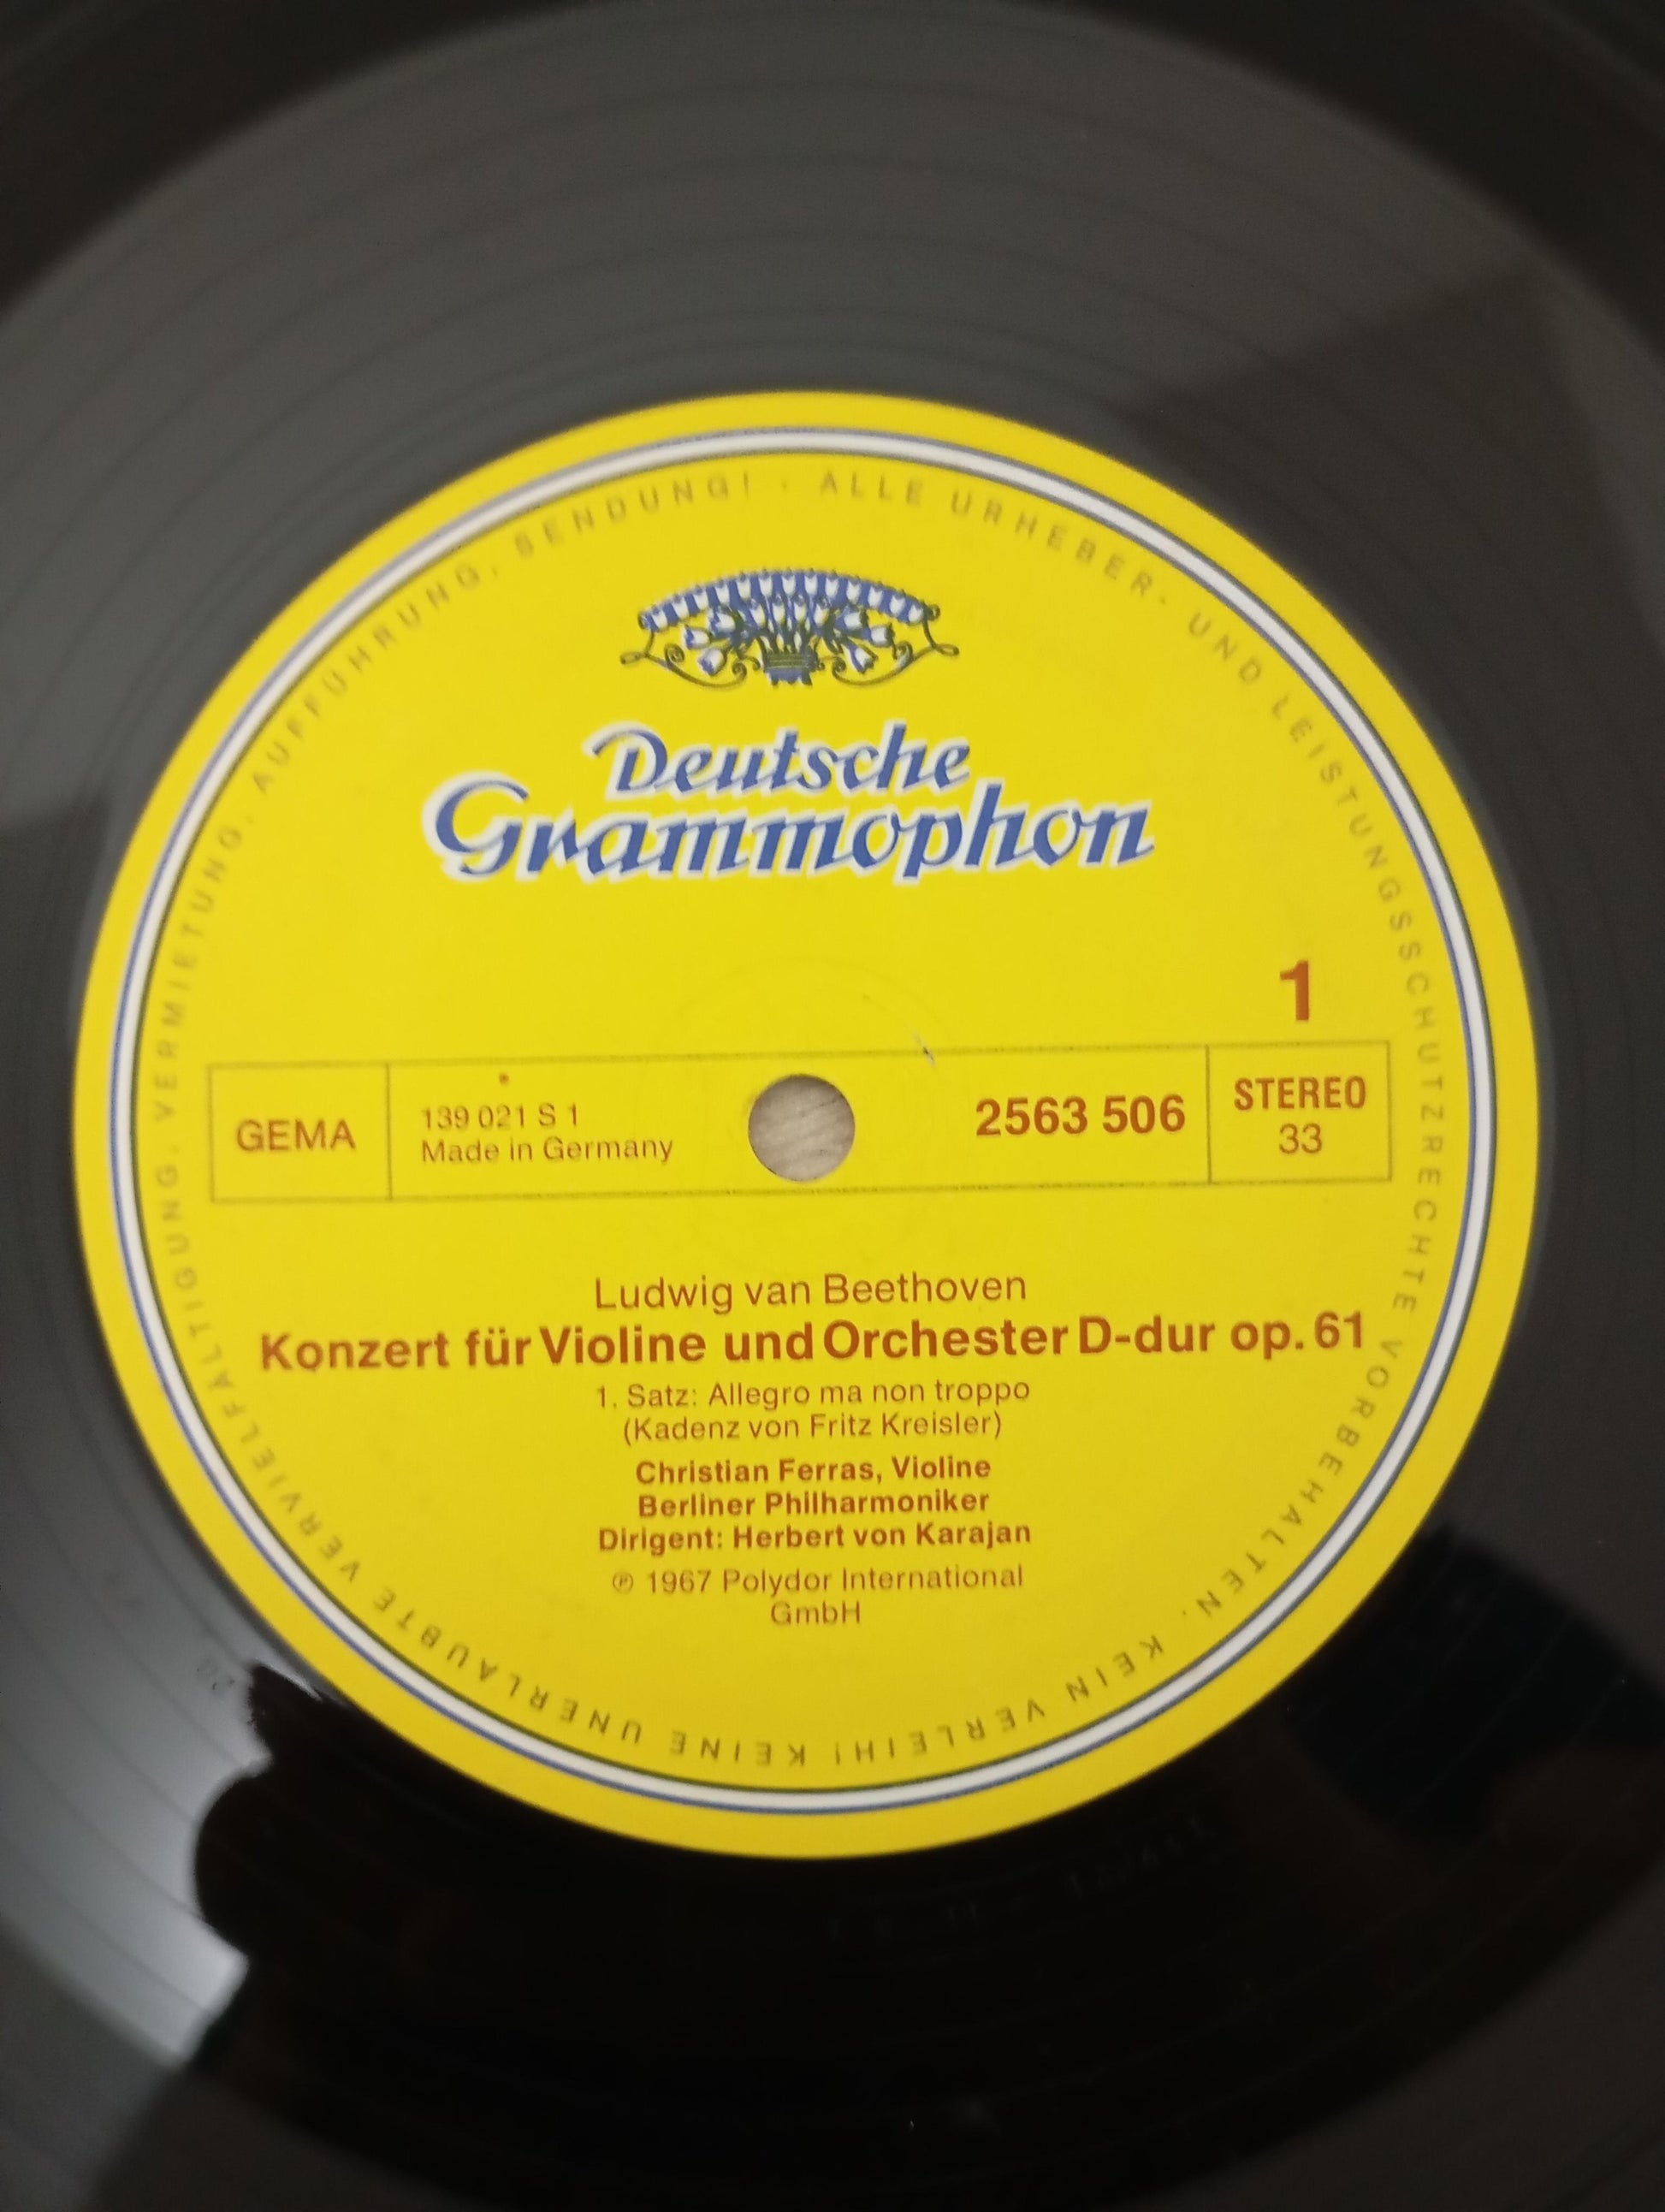 ALLE URHEBER- UND LEISTUNGSSCHUTZRECHTE VORBEHALTEN. KEIN VERLEIH! KEINE UNERLAUBTE VERVIELFÄLTIGUNG, VERMIETUNG, AUFFÜHRUNG, SENDUNG! ·
Deutsche
Grammophon
1
GEMA
139 021 S 1
Made in Germany
2563 506
STEREO
33
Ludwig van Beethoven
Konzert für Violine und Orchester D-dur op. 61
1. Satz: Allegro ma non troppo
(Kadenz von Fritz Kreisler)
Christian Ferras, Violine
Berliner Philharmoniker
Dirigent: Herbert von Karajan
℗ 1967 Polydor International
GmbH